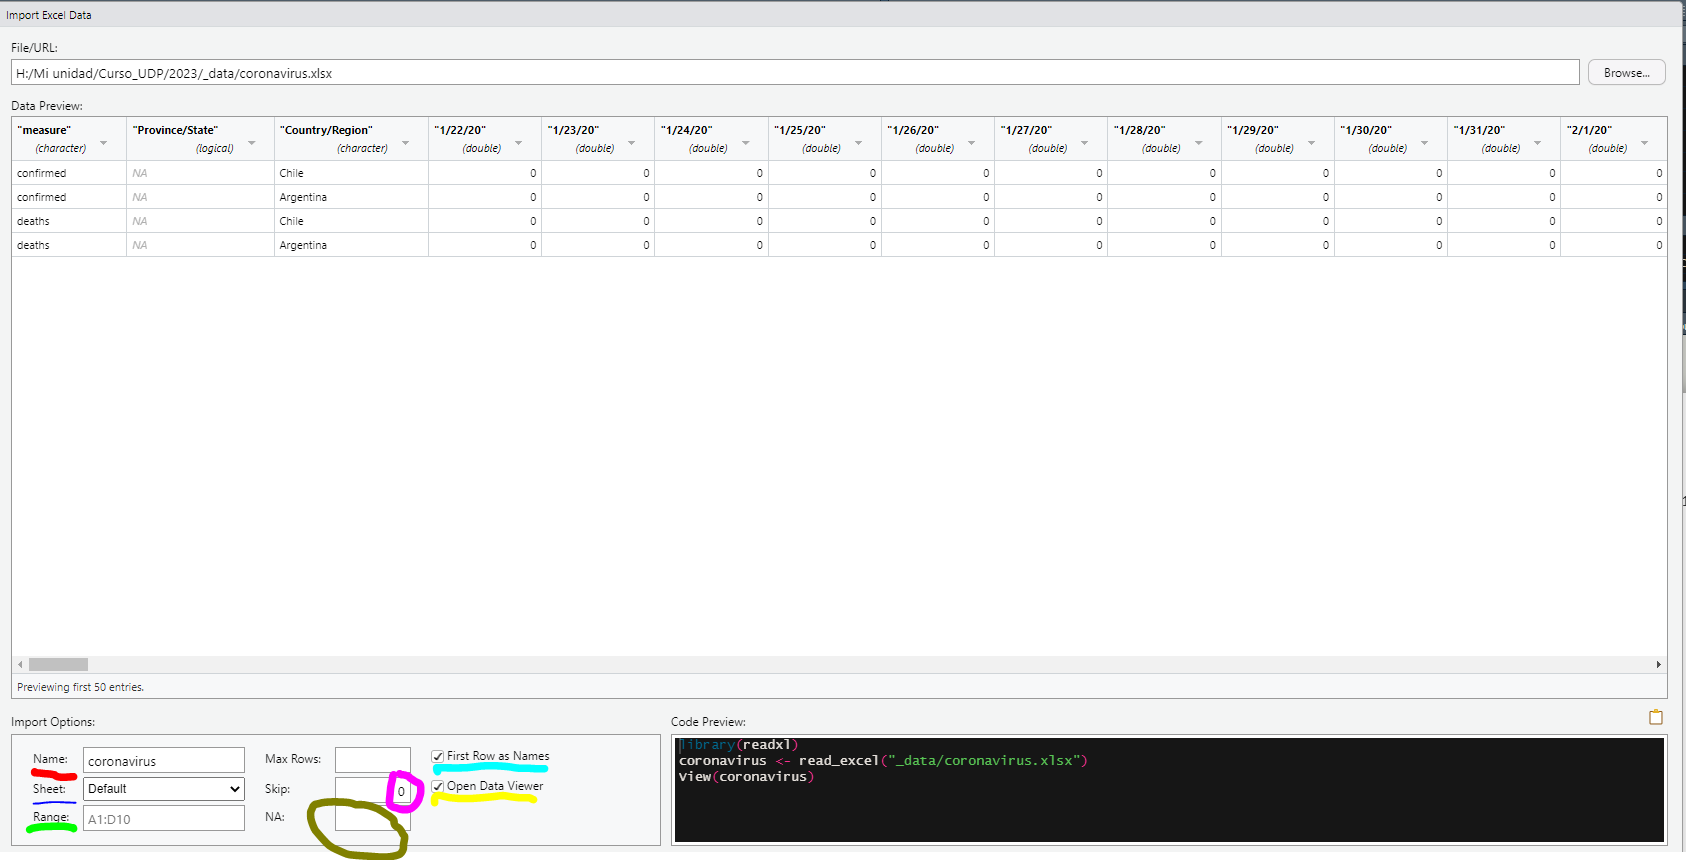 Import Excel Data
File/URL:
H:/Mi unidad/Curso_UDP/2023/_data/coronavirus.xlsx
Browse...
Data Preview:
"measure" "Province/State" "Country/Region" "1/22/20" "1/23/20" "1/24/20" "1/25/20" "1/26/20" "1/27/20" "1/28/20" "1/29/20" "1/30/20" "1/31/20" "2/1/20"
(character) (logical) (character) (double) (double) (double) (double) (double) (double) (double) (double) (double) (double) (double)
confirmed NA Chile 0 0 0 0 0 0 0 0 0 0 0
confirmed NA Argentina 0 0 0 0 0 0 0 0 0 0 0
deaths NA Chile 0 0 0 0 0 0 0 0 0 0 0
deaths NA Argentina 0 0 0 0 0 0 0 0 0 0 0
Previewing first 50 entries.
Import Options:
Name: coronavirus
Sheet: Default
Range: A1:D10
Max Rows:
Skip: 0
NA:
First Row as Names
Open Data Viewer
Code Preview:
library(readxl)
coronavirus <- read_excel("_data/coronavirus.xlsx")
View(coronavirus)